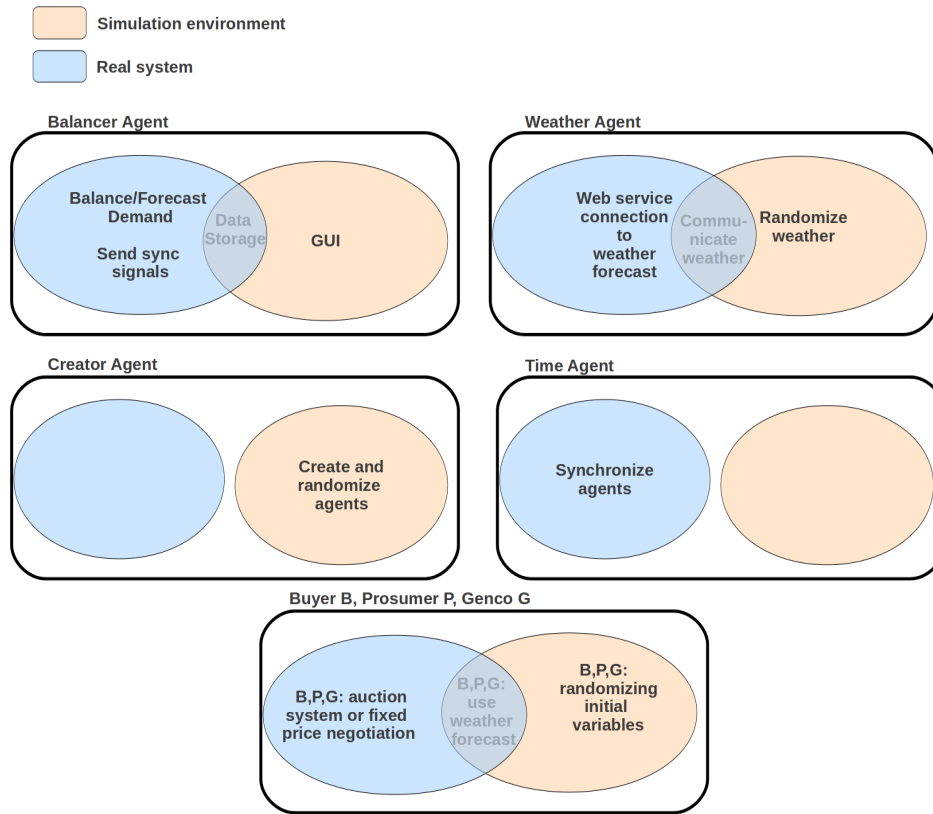 Simulation environment
Real system
Balancer Agent
Balance/Forecast
Demand
Send sync
signals
Data
Storage
GUI
Weather Agent
Web service
connection
to
weather
forecast
Commu-
nicate
weather
Randomize
weather
Creator Agent
Create and
randomize
agents
Time Agent
Synchronize
agents
Buyer B, Prosumer P, Genco G
B,P,G: auction
system or fixed
price negotiation
B,P,G:
use
weather
forecast
B,P,G:
randomizing
initial
variables